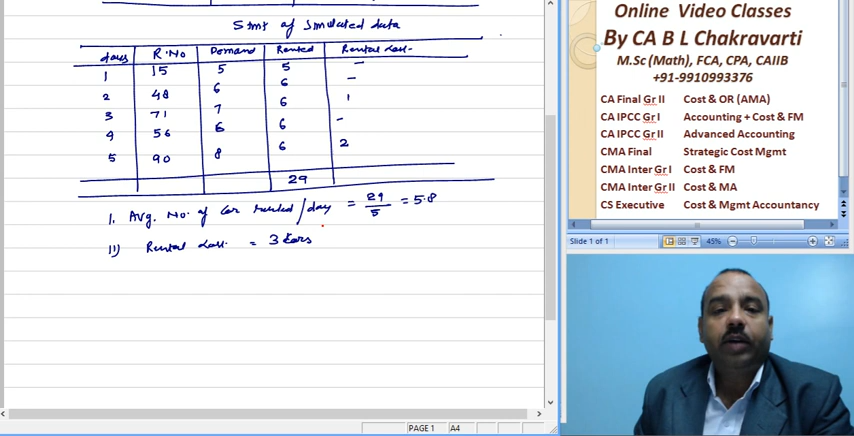 Stmt of Simulated data
days R.No Demand Rented Rental Lost
1 15 5 5 –
2 48 6 6 –
3 71 7 6 1
4 56 6 6 –
5 90 8 6 2
29
I. Avg. No. of Car rented/day = 29/5 = 5.8
II) Rental Lost = 3 Cars
PAGE 1 A4
Online Video Classes
By CA B L Chakravarti
M.Sc (Math), FCA, CPA, CAIIB
+91-9910993376
CA Final Gr II Cost & OR (AMA)
CA IPCC Gr I Accounting + Cost & FM
CA IPCC Gr II Advanced Accounting
CMA Final Strategic Cost Mgmt
CMA Inter Gr I Cost & FM
CMA Inter Gr II Cost & MA
CS Executive Cost & Mgmt Accountancy
Slide 1 of 1 45%